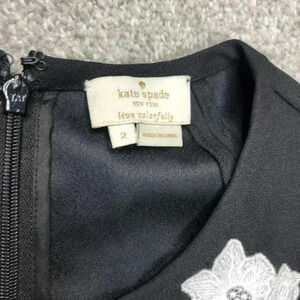 kate spade
NEW YORK
live colorfully
2
MADE IN CHINA